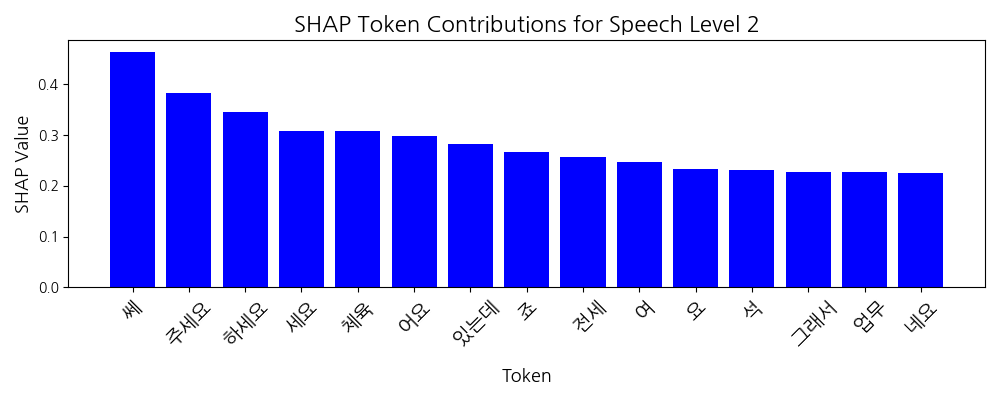 SHAP Token Contributions for Speech Level 2
SHAP Value
0.4
0.3
0.2
0.1
0.0
쎄
주세요
하세요
세요
체육
어요
있는데
죠
전세
여
요
석
그래서
업무
네요
Token